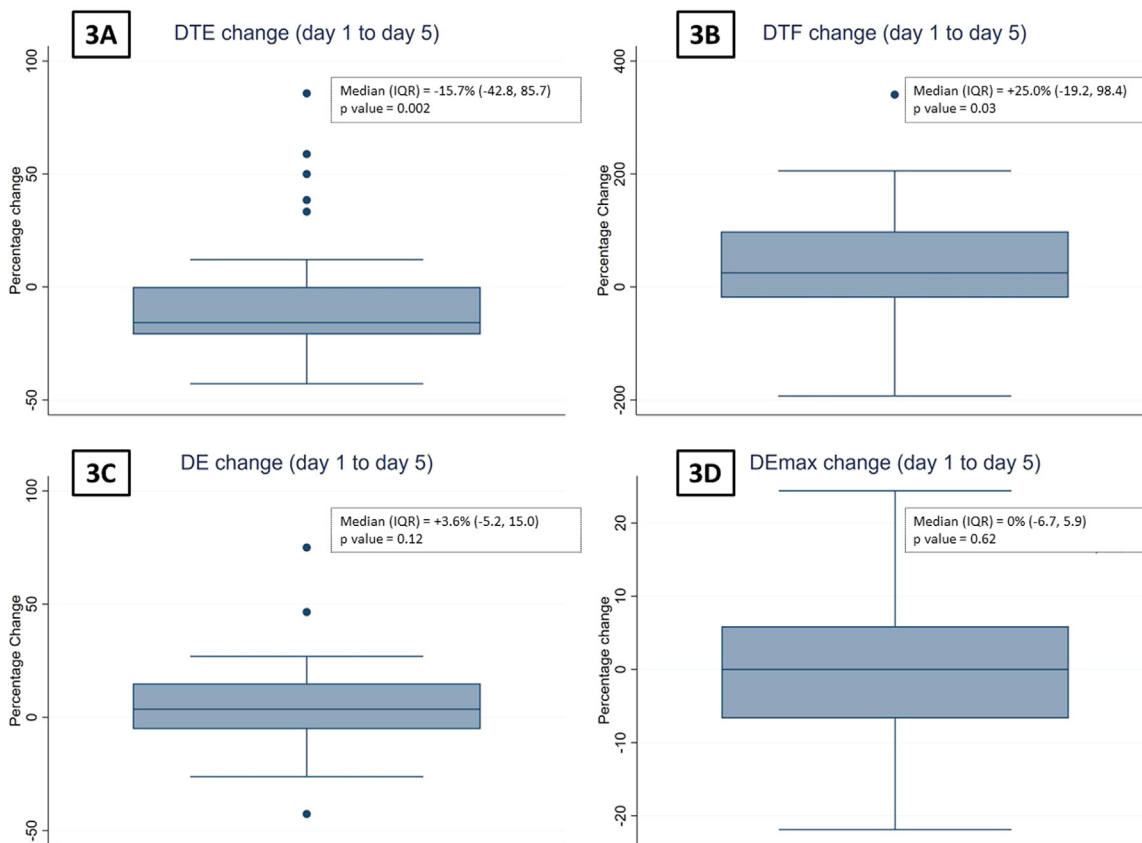 3A
DTE change (day 1 to day 5)
100
50
0
-50
Percentage change
Median (IQR) = -15.7% (-42.8, 85.7)
p value = 0.002
3B
DTF change (day 1 to day 5)
400
200
0
-200
Percentage Change
Median (IQR) = +25.0% (-19.2, 98.4)
p value = 0.03
3C
DE change (day 1 to day 5)
100
50
0
-50
Percentage Change
Median (IQR) = +3.6% (-5.2, 15.0)
p value = 0.12
3D
DEmax change (day 1 to day 5)
20
10
0
-10
-20
Percentage change
Median (IQR) = 0% (-6.7, 5.9)
p value = 0.62